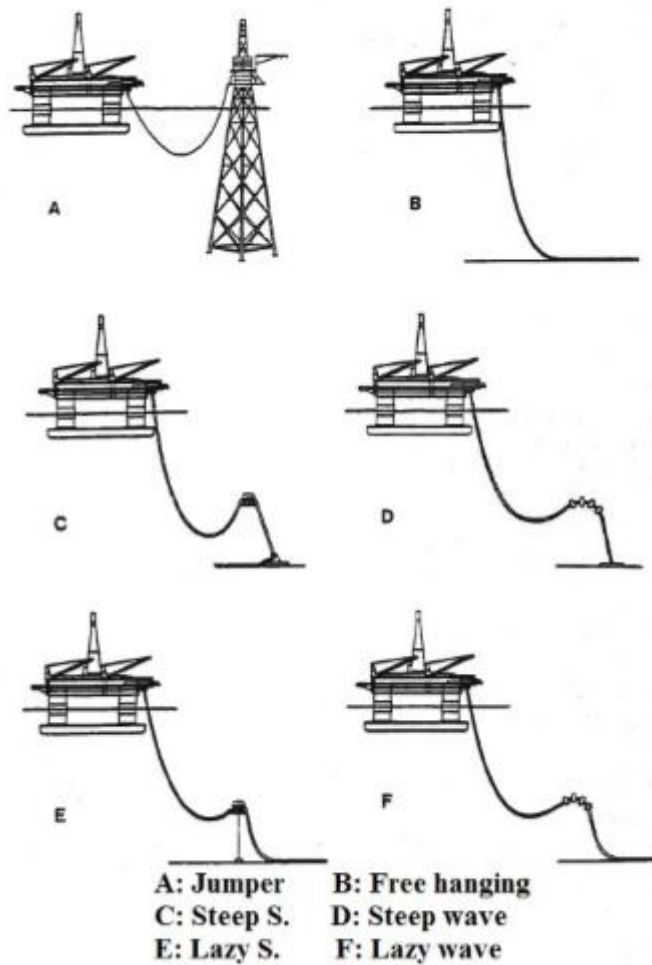 A
B
C
D
E
F
A: Jumper B: Free hanging
C: Steep S. D: Steep wave
E: Lazy S. F: Lazy wave